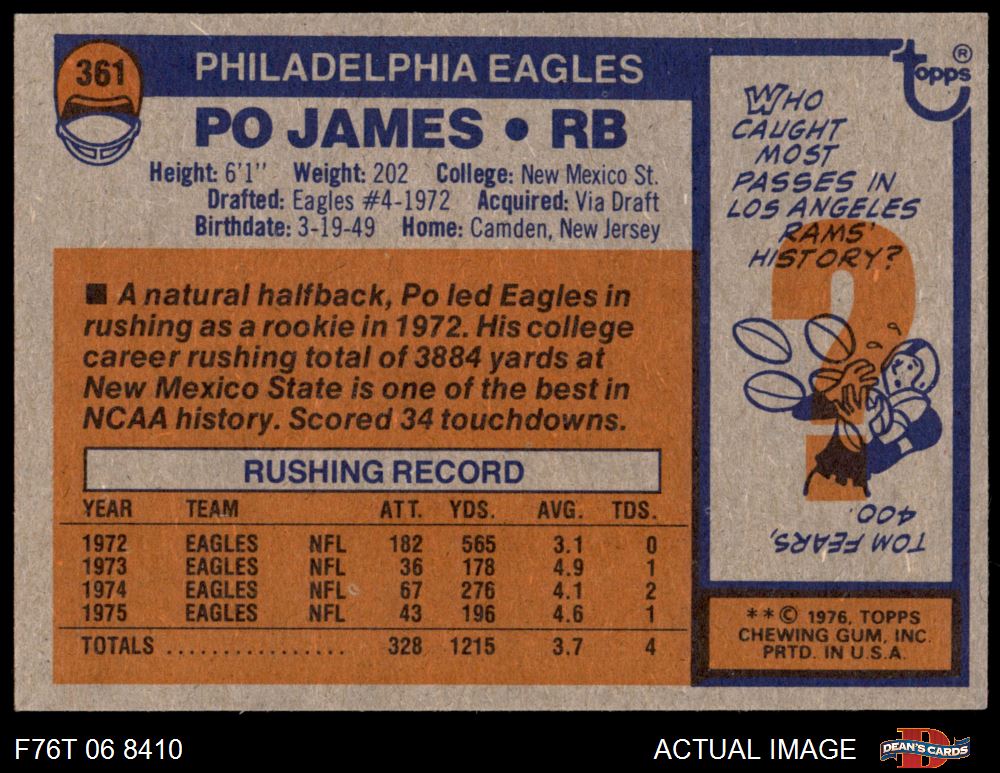 361
PHILADELPHIA EAGLES
PO JAMES • RB
Height: 6'1" Weight: 202 College: New Mexico St.
Drafted: Eagles #4-1972 Acquired: Via Draft
Birthdate: 3-19-49 Home: Camden, New Jersey
■ A natural halfback, Po led Eagles in
rushing as a rookie in 1972. His college
career rushing total of 3884 yards at
New Mexico State is one of the best in
NCAA history. Scored 34 touchdowns.
RUSHING RECORD
YEAR TEAM ATT. YDS. AVG. TDS.
1972 EAGLES NFL 182 565 3.1 0
1973 EAGLES NFL 36 178 4.9 1
1974 EAGLES NFL 67 276 4.1 2
1975 EAGLES NFL 43 196 4.6 1
TOTALS ................ 328 1215 3.7 4
topps®
WHO
CAUGHT
MOST
PASSES IN
LOS ANGELES
RAMS'
HISTORY?
?
TOM FEARS,
400.
**© 1976, TOPPS
CHEWING GUM, INC.
PRTD. IN U.S.A.
F76T 06 8410
ACTUAL IMAGE
DEAN'S CARDS